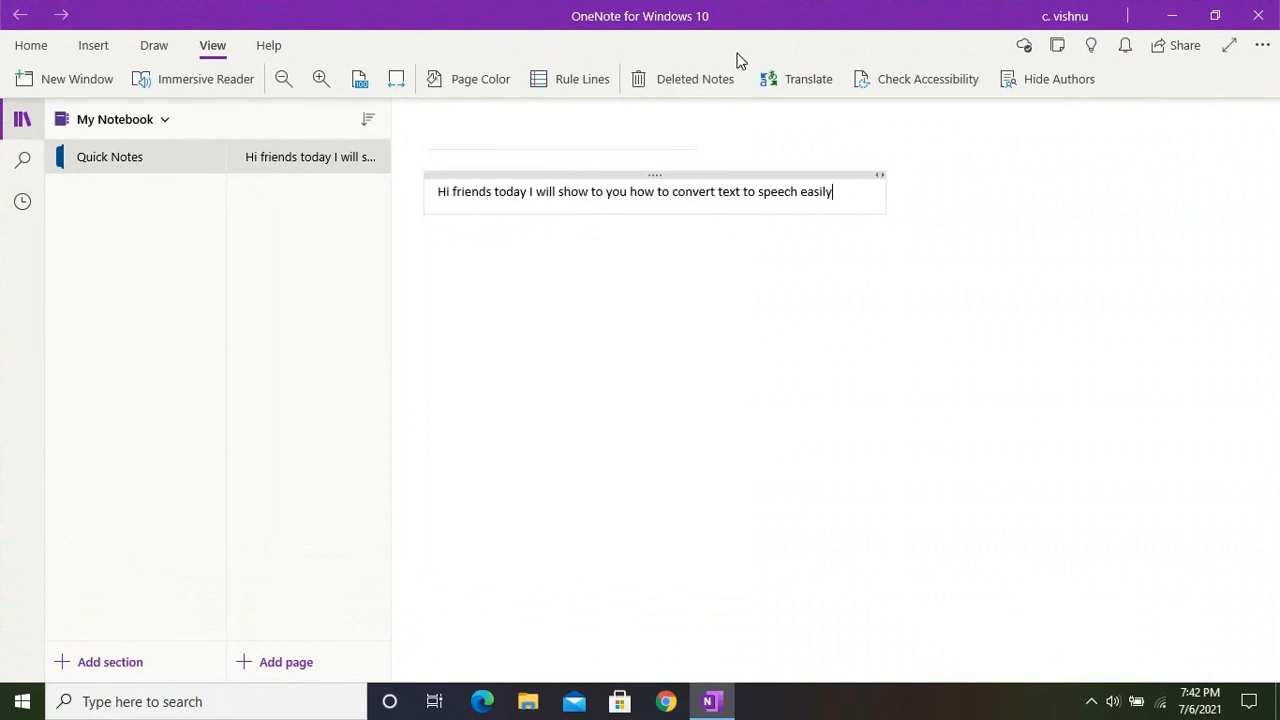 OneNote for Windows 10
c. vishnu
Home Insert Draw View Help
Share
New Window Immersive Reader 100 Page Color Rule Lines Deleted Notes Translate Check Accessibility Hide Authors
My Notebook
Quick Notes
Hi friends today I will s...
Hi friends today I will show to you how to convert text to speech easily
Add section
Add page
Type here to search
N
7:42 PM
7/6/2021